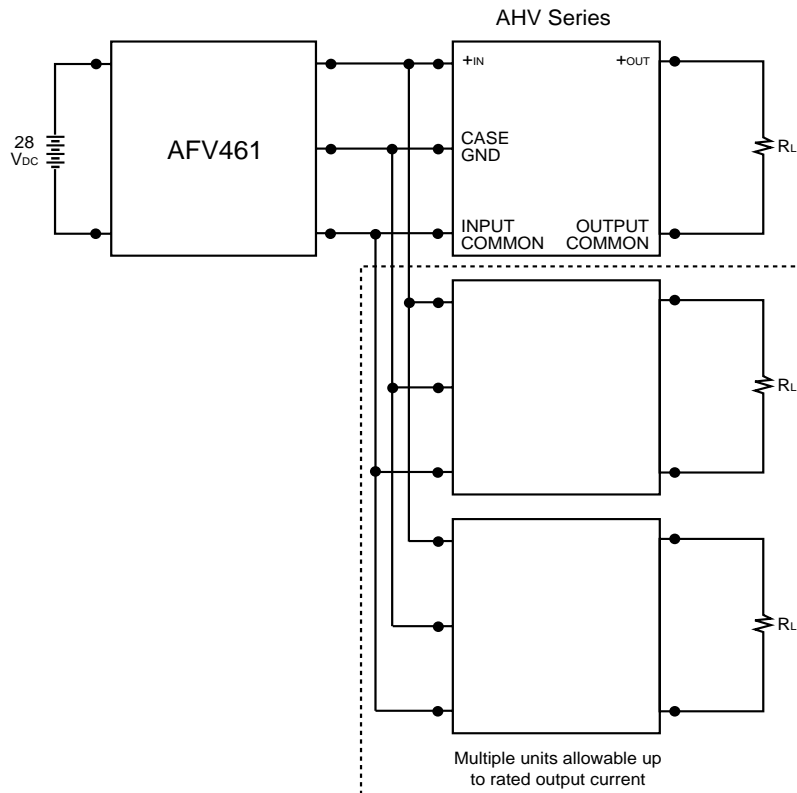 AHV Series
28
VDC
AFV461
+IN
+OUT
CASE
GND
INPUT
COMMON
OUTPUT
COMMON
RL
RL
RL
Multiple units allowable up
to rated output current